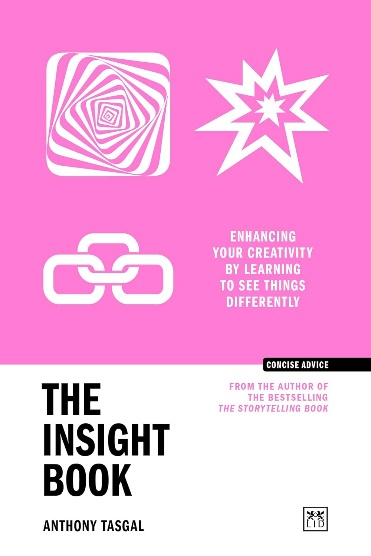 ENHANCING
YOUR CREATIVITY
BY LEARNING
TO SEE THINGS
DIFFERENTLY
CONCISE ADVICE
FROM THE AUTHOR OF
THE BESTSELLING
THE STORYTELLING BOOK
THE
INSIGHT
BOOK
ANTHONY TASGAL
LID